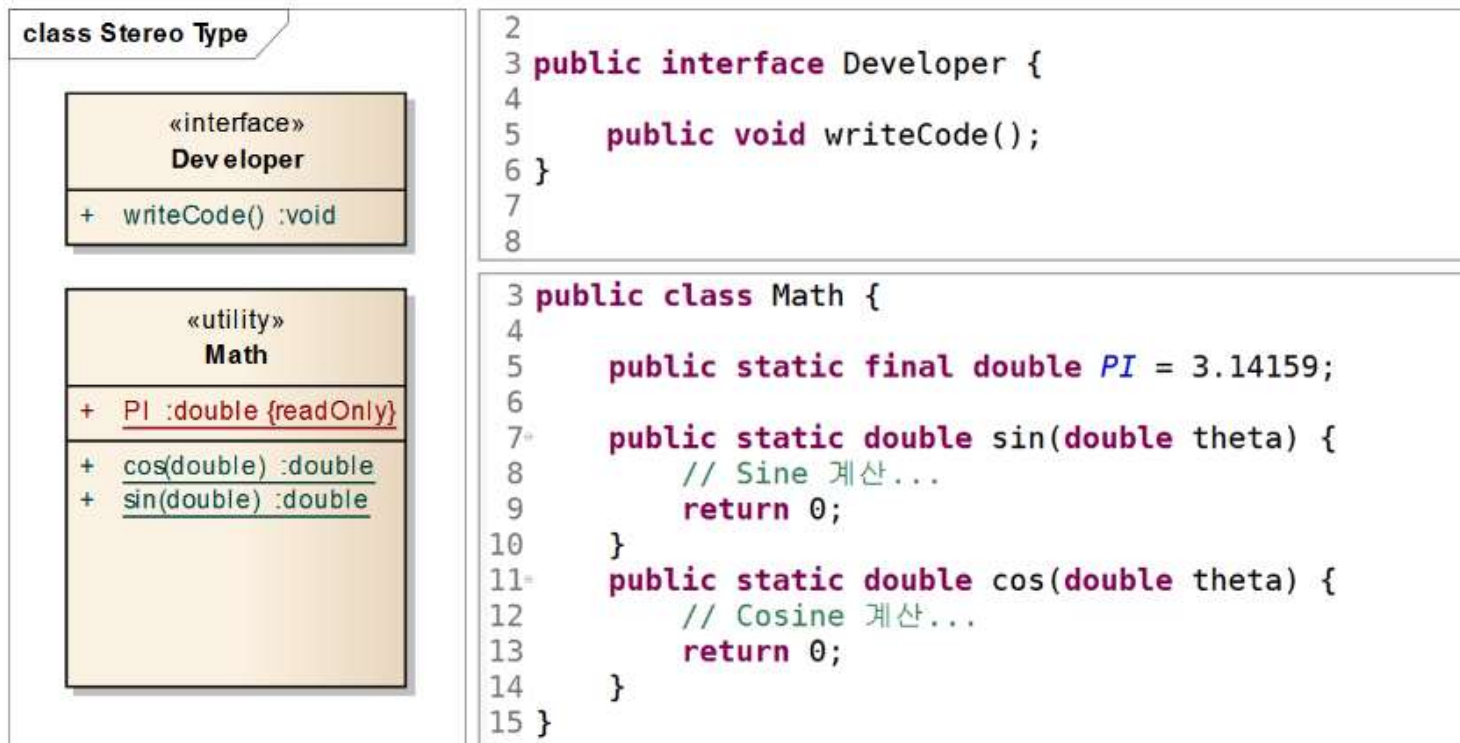 class Stereo Type
«interface»
Developer
+ writeCode() :void
«utility»
Math
+ PI :double {readOnly}
+ cos(double) :double
+ sin(double) :double
2
3 public interface Developer {
4
5 public void writeCode();
6 }
7
8
3 public class Math {
4
5 public static final double PI = 3.14159;
6
7 public static double sin(double theta) {
8 // Sine 계산...
9 return 0;
10 }
11 public static double cos(double theta) {
12 // Cosine 계산...
13 return 0;
14 }
15 }